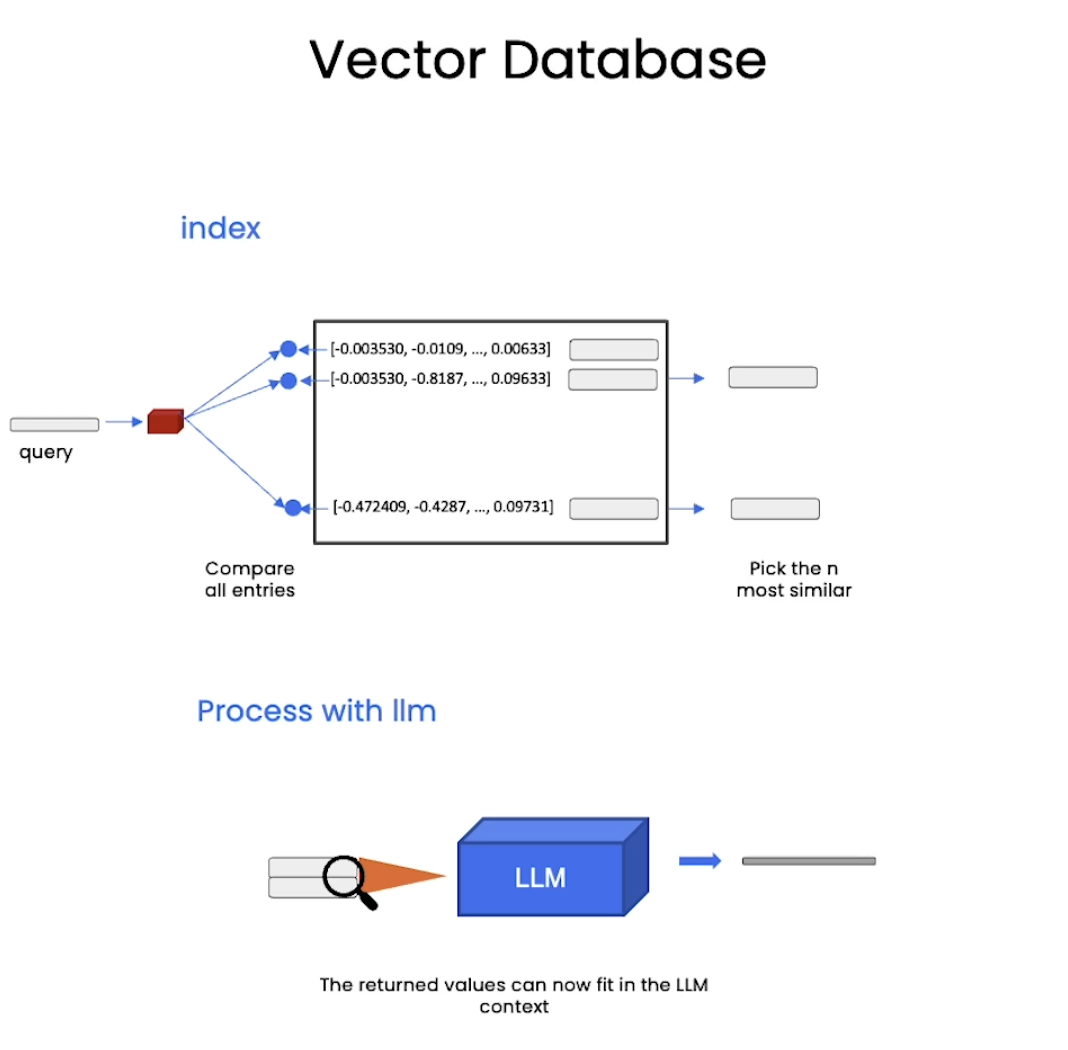 Vector Database
index
[-0.003530, -0.0109, ..., 0.00633]
[-0.003530, -0.8187, ..., 0.09633]
query
[-0.472409, -0.4287, ..., 0.09731]
Compare
all entries
Pick the n
most similar
Process with llm
LLM
The returned values can now fit in the LLM
context